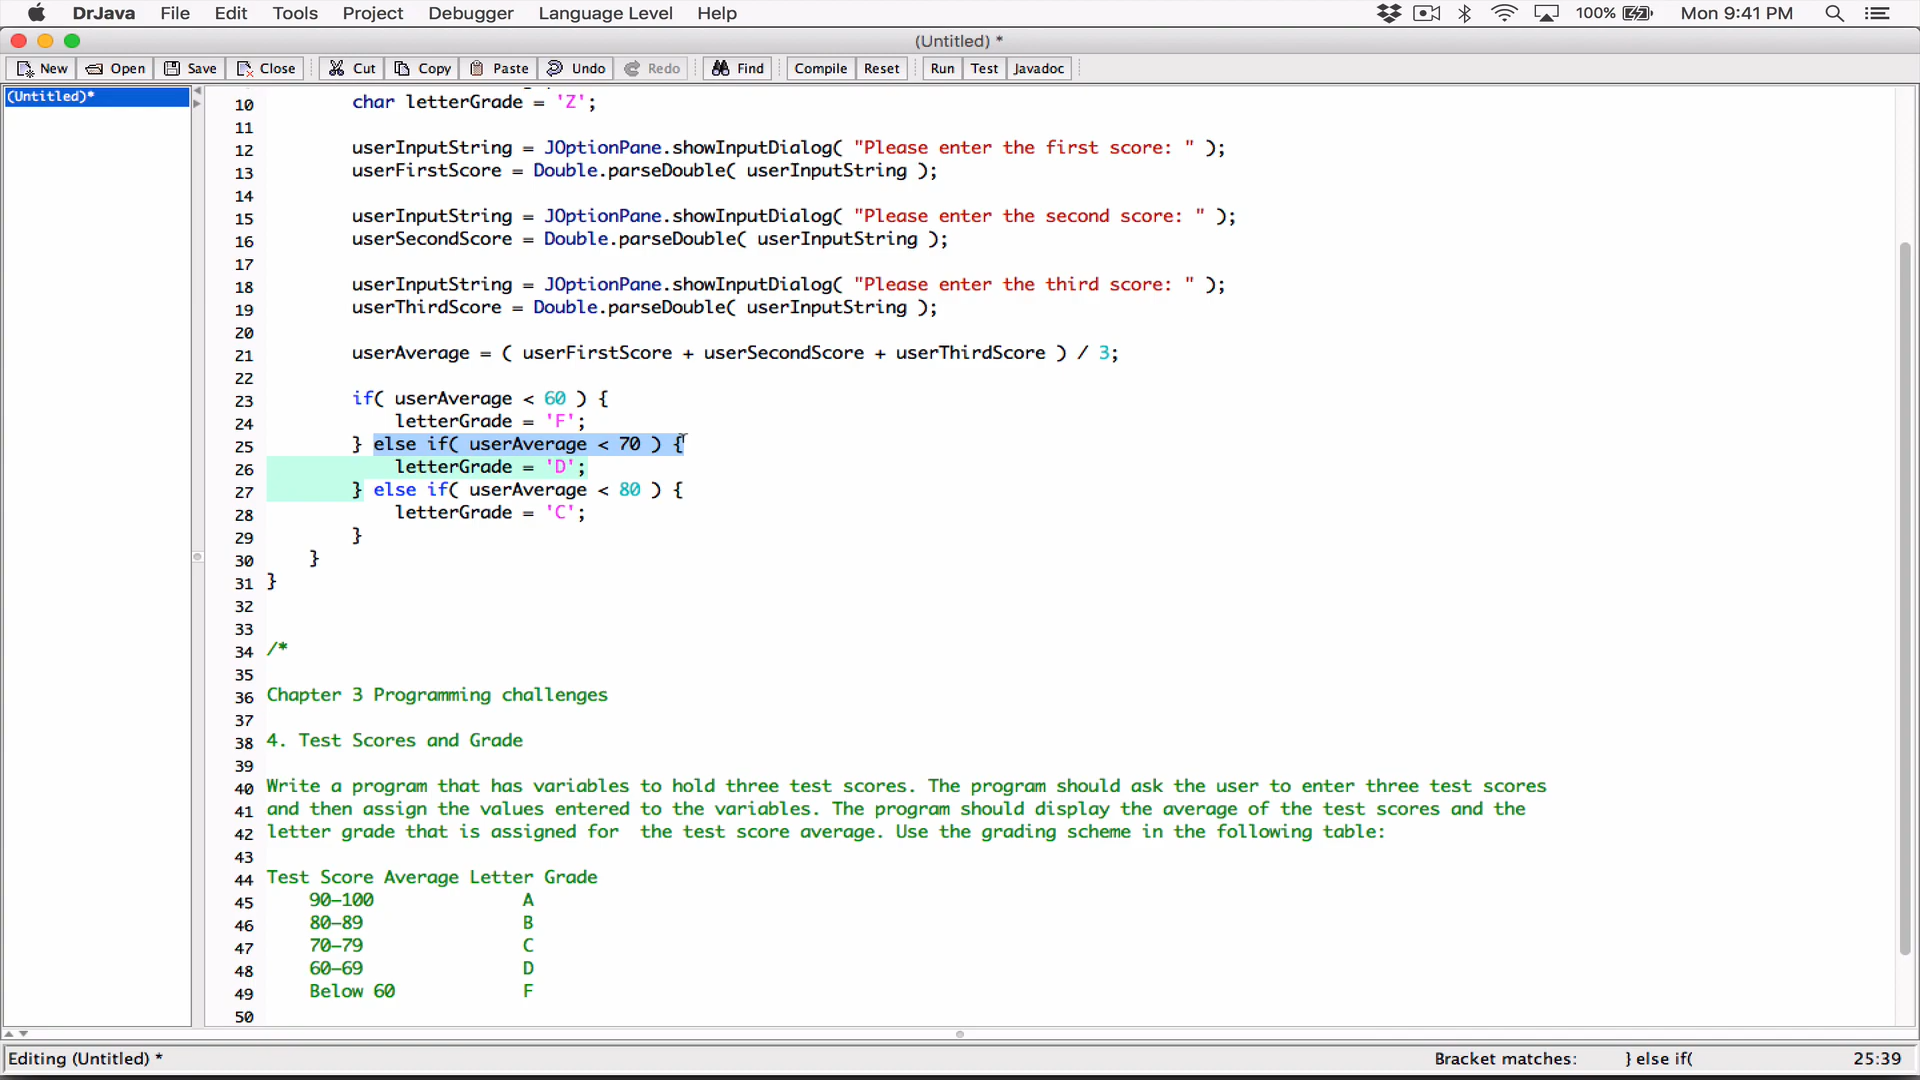 DrJava File Edit Tools Project Debugger Language Level Help 100% Mon 9:41 PM
(Untitled) *
New Open Save Close Cut Copy Paste Undo Redo Find Compile Reset Run Test Javadoc
(Untitled)*
10 char letterGrade = 'Z';
11
12 userInputString = JOptionPane.showInputDialog( "Please enter the first score: " );
13 userFirstScore = Double.parseDouble( userInputString );
14
15 userInputString = JOptionPane.showInputDialog( "Please enter the second score: " );
16 userSecondScore = Double.parseDouble( userInputString );
17
18 userInputString = JOptionPane.showInputDialog( "Please enter the third score: " );
19 userThirdScore = Double.parseDouble( userInputString );
20
21 userAverage = ( userFirstScore + userSecondScore + userThirdScore ) / 3;
22
23 if( userAverage < 60 ) {
24 letterGrade = 'F';
25 } else if( userAverage < 70 ) {
26 letterGrade = 'D';
27 } else if( userAverage < 80 ) {
28 letterGrade = 'C';
29 }
30 }
31 }
32
33
34 /*
35
36 Chapter 3 Programming challenges
37
38 4. Test Scores and Grade
39
40 Write a program that has variables to hold three test scores. The program should ask the user to enter three test scores
41 and then assign the values entered to the variables. The program should display the average of the test scores and the
42 letter grade that is assigned for  the test score average. Use the grading scheme in the following table:
43
44 Test Score Average Letter Grade
45 90-100 A
46 80-89 B
47 70-79 C
48 60-69 D
49 Below 60 F
50
Editing (Untitled) * Bracket matches: } else if( 25:39